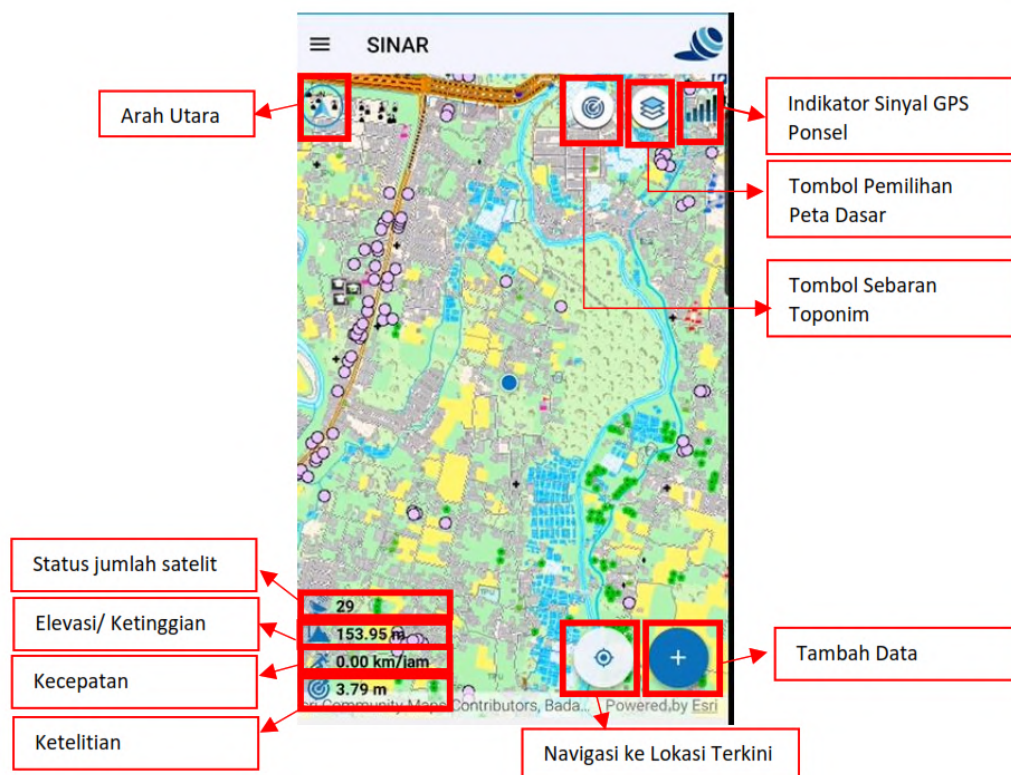 SINAR
Arah Utara
Indikator Sinyal GPS
Ponsel
Tombol Pemilihan
Peta Dasar
Tombol Sebaran
Toponim
Status jumlah satelit
29
Elevasi/ Ketinggian
153.95 m
Kecepatan
0.00 km/jam
Ketelitian
3.79 m
Tambah Data
Community Maps Contributors, Bada... Powered by Esri
Navigasi ke Lokasi Terkini